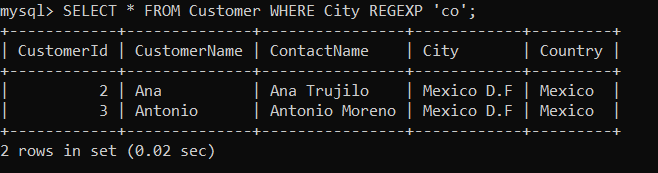 mysql> SELECT * FROM Customer WHERE City REGEXP 'co';
+------------+--------------+----------------+------------+---------+
| CustomerId | CustomerName | ContactName    | City       | Country |
+------------+--------------+----------------+------------+---------+
|          2 | Ana          | Ana Trujilo    | Mexico D.F | Mexico  |
|          3 | Antonio      | Antonio Moreno | Mexico D.F | Mexico  |
+------------+--------------+----------------+------------+---------+
2 rows in set (0.02 sec)